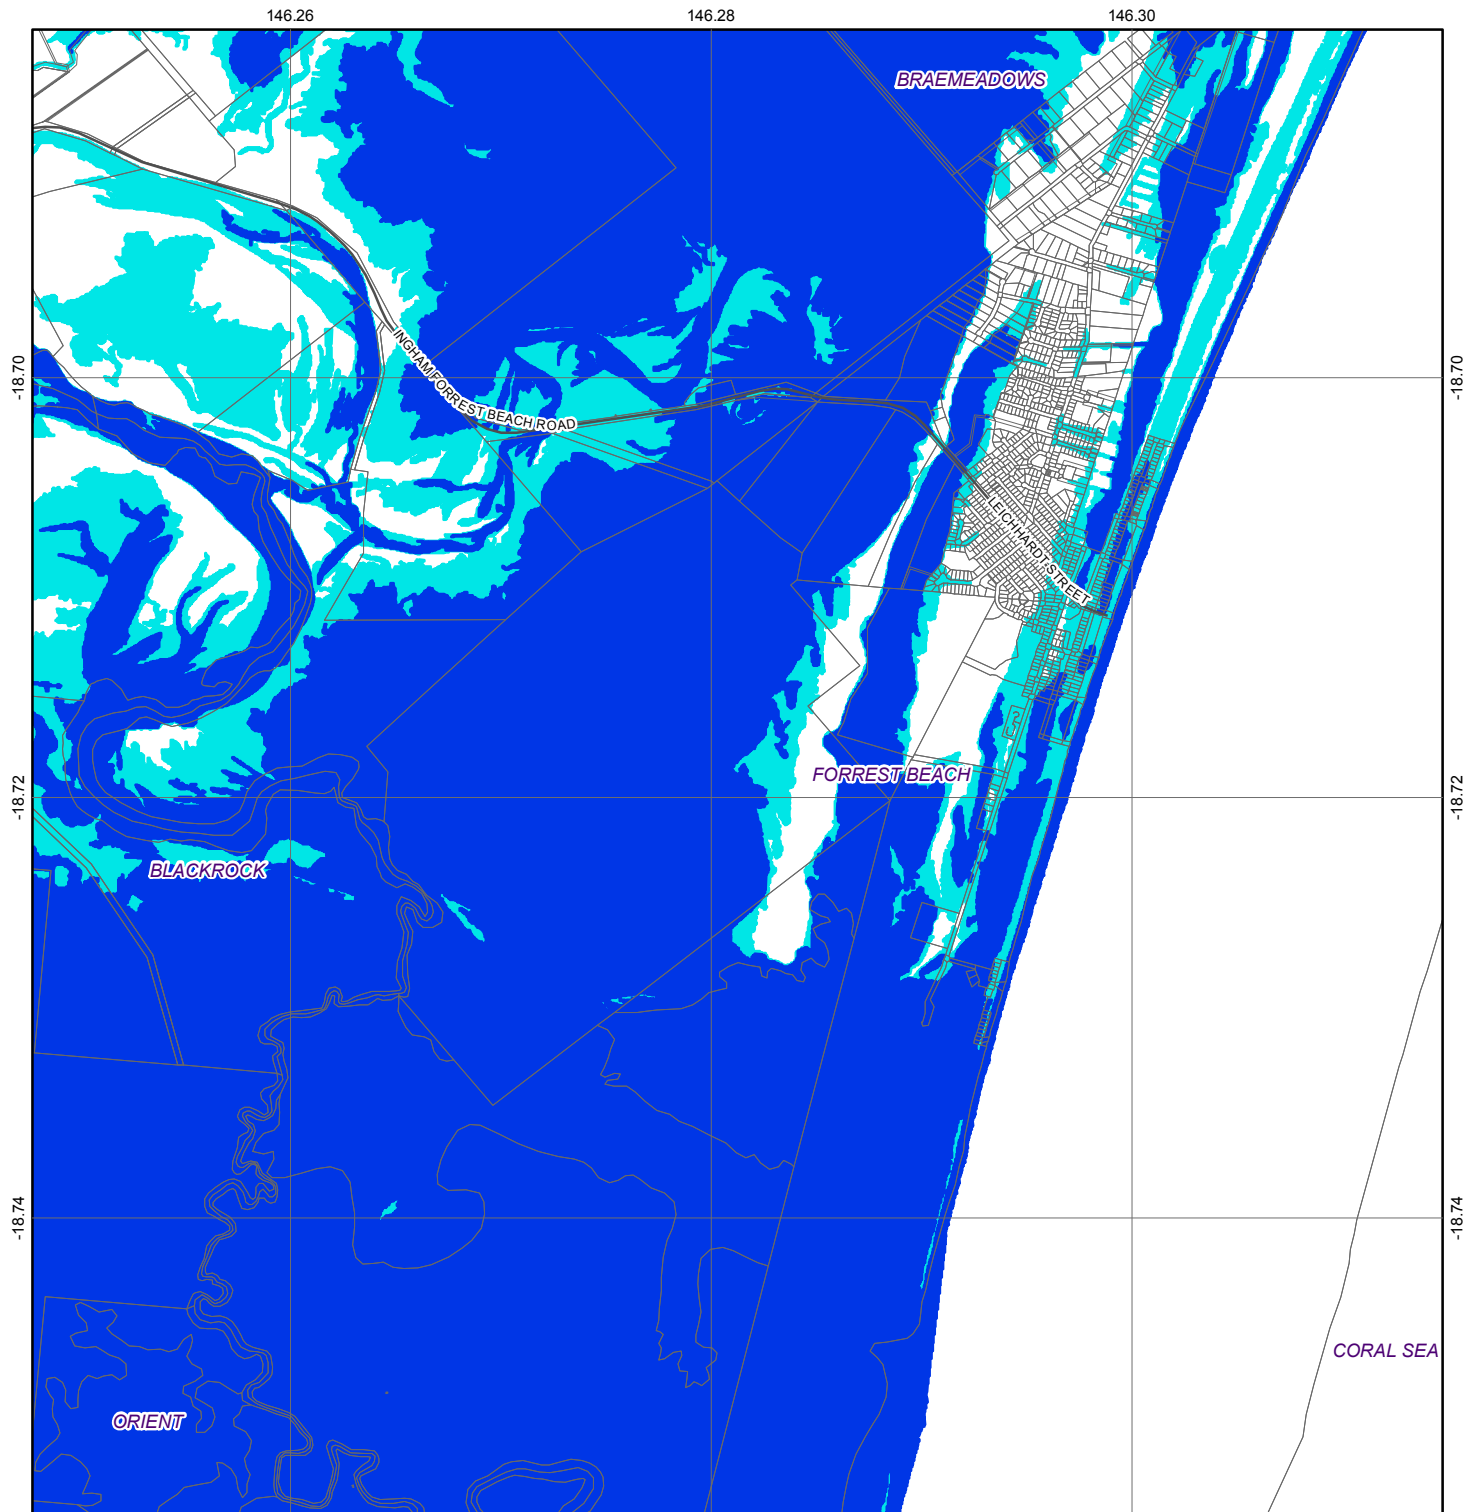 146.26
146.28
146.30
BRAEMEADOWS
-18.70
-18.70
INGHAM FORREST BEACH ROAD
LEICHHARDT STREET
FORREST BEACH
-18.72
-18.72
BLACKROCK
-18.74
-18.74
CORAL SEA
ORIENT